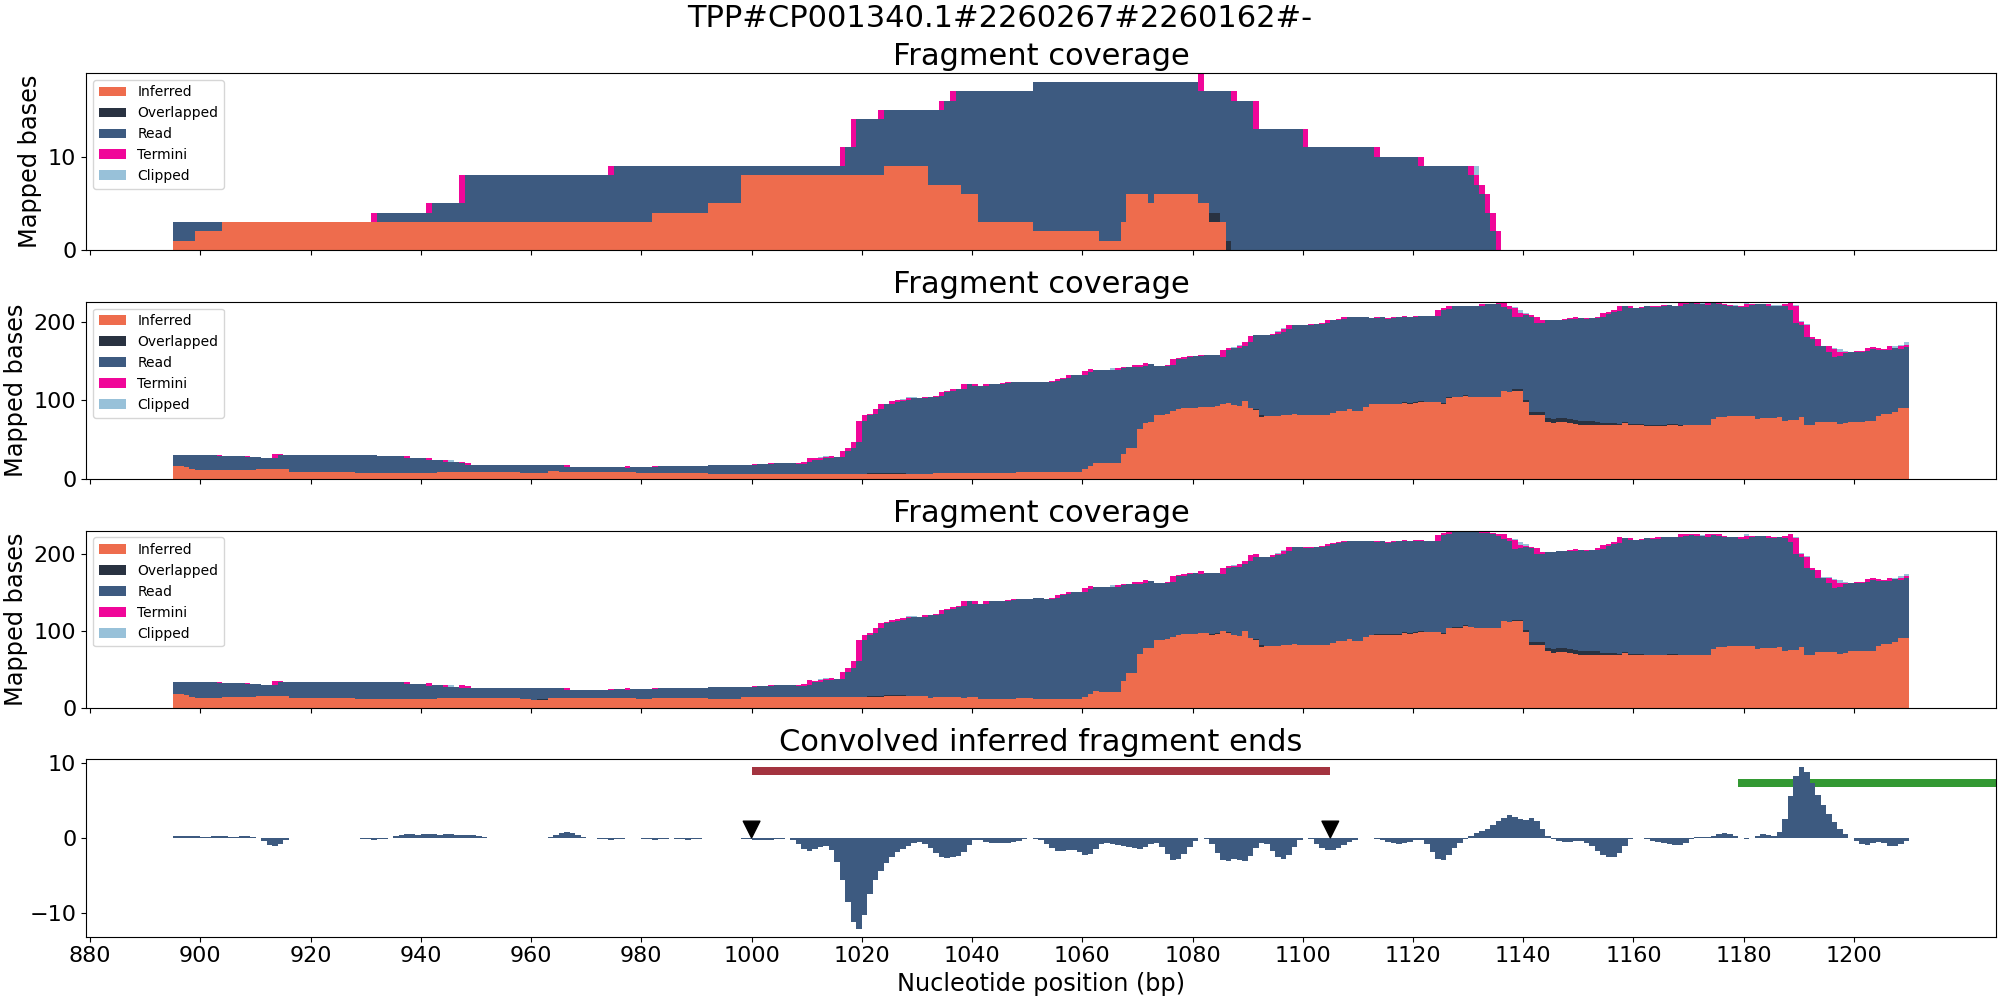 TPP#CP001340.1#2260267#2260162#-
Fragment coverage
Mapped bases
10
0
Inferred
Overlapped
Read
Termini
Clipped
Fragment coverage
Mapped bases
200
100
0
Inferred
Overlapped
Read
Termini
Clipped
Fragment coverage
Mapped bases
200
100
0
Inferred
Overlapped
Read
Termini
Clipped
Convolved inferred fragment ends
10
0
−10
880 900 920 940 960 980 1000 1020 1040 1060 1080 1100 1120 1140 1160 1180 1200
Nucleotide position (bp)